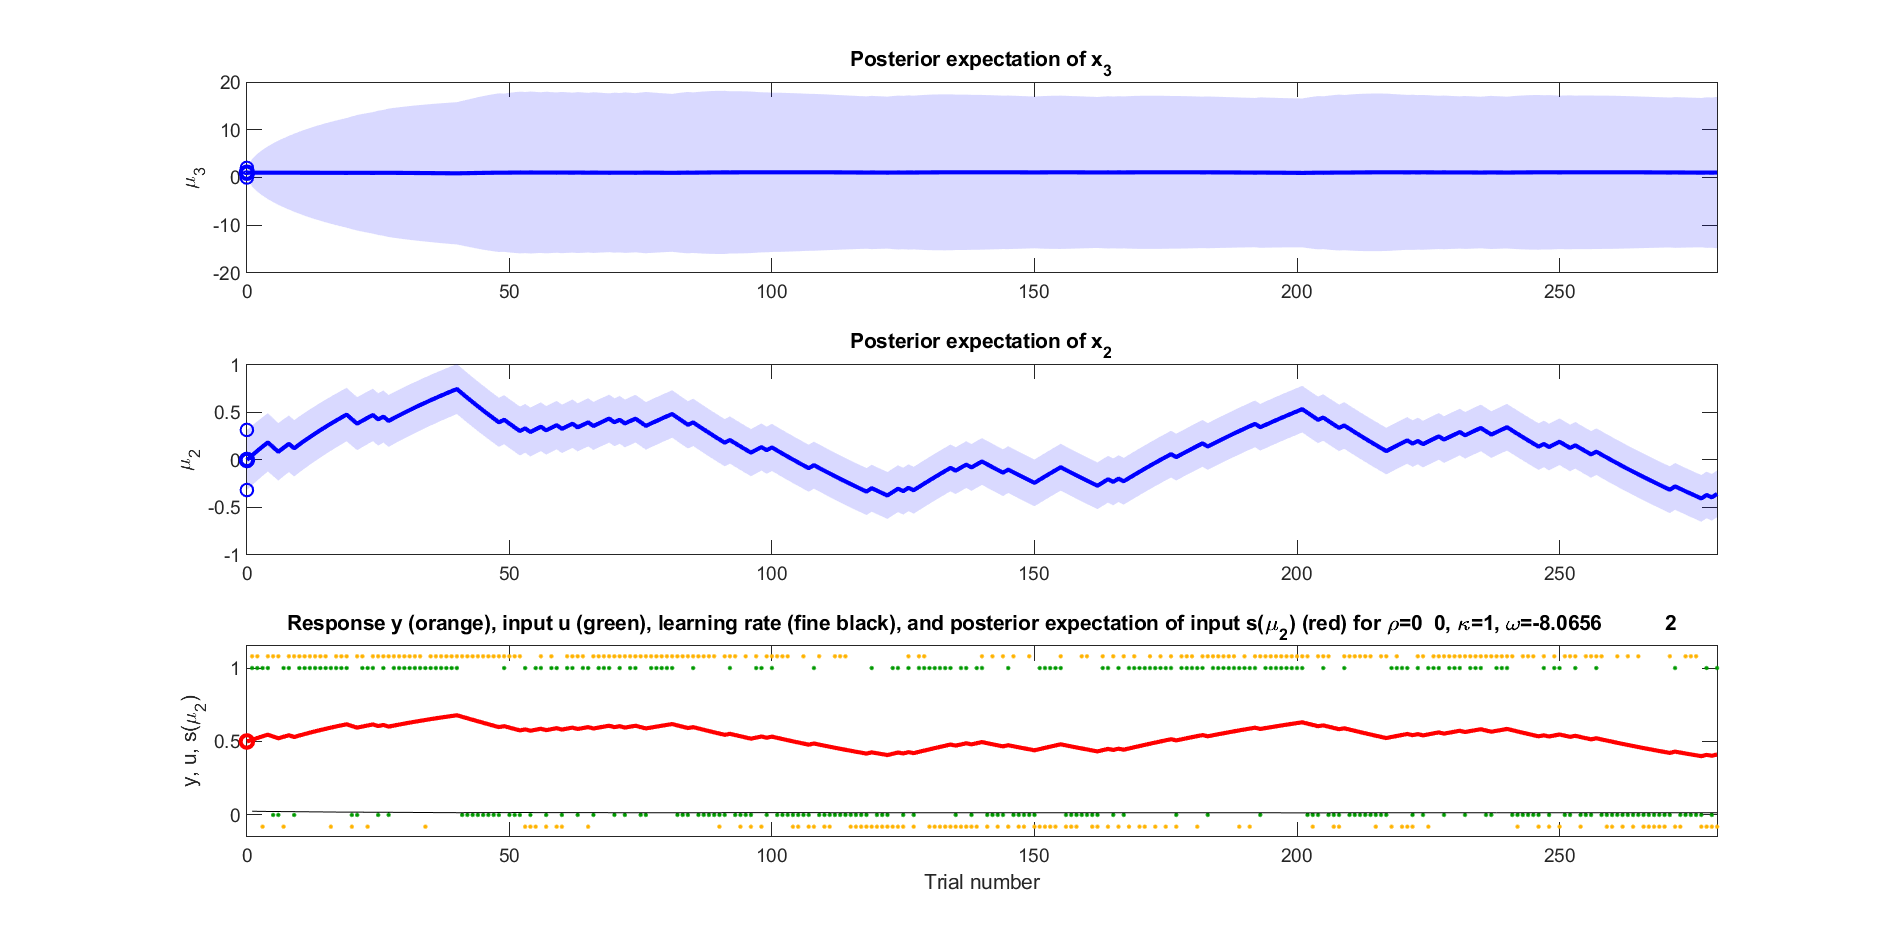 Posterior expectation of x3
20
10
0
-10
-20
μ3
0 50 100 150 200 250
Posterior expectation of x2
1
0.5
0
-0.5
-1
μ2
0 50 100 150 200 250
Response y (orange), input u (green), learning rate (fine black), and posterior expectation of input s(μ2) (red) for ρ=0 0, κ=1, ω=-8.0656 2
1
0.5
0
y, u, s(μ2)
0 50 100 150 200 250
Trial number